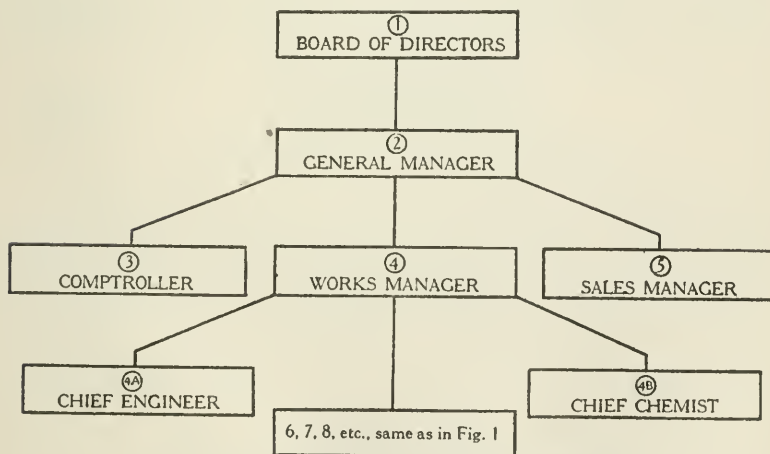 ①
BOARD OF DIRECTORS
②
GENERAL MANAGER
③
COMPTROLLER
④
WORKS MANAGER
⑤
SALES MANAGER
4A
CHIEF ENGINEER
4B
CHIEF CHEMIST
6, 7, 8, etc., same as in Fig. 1